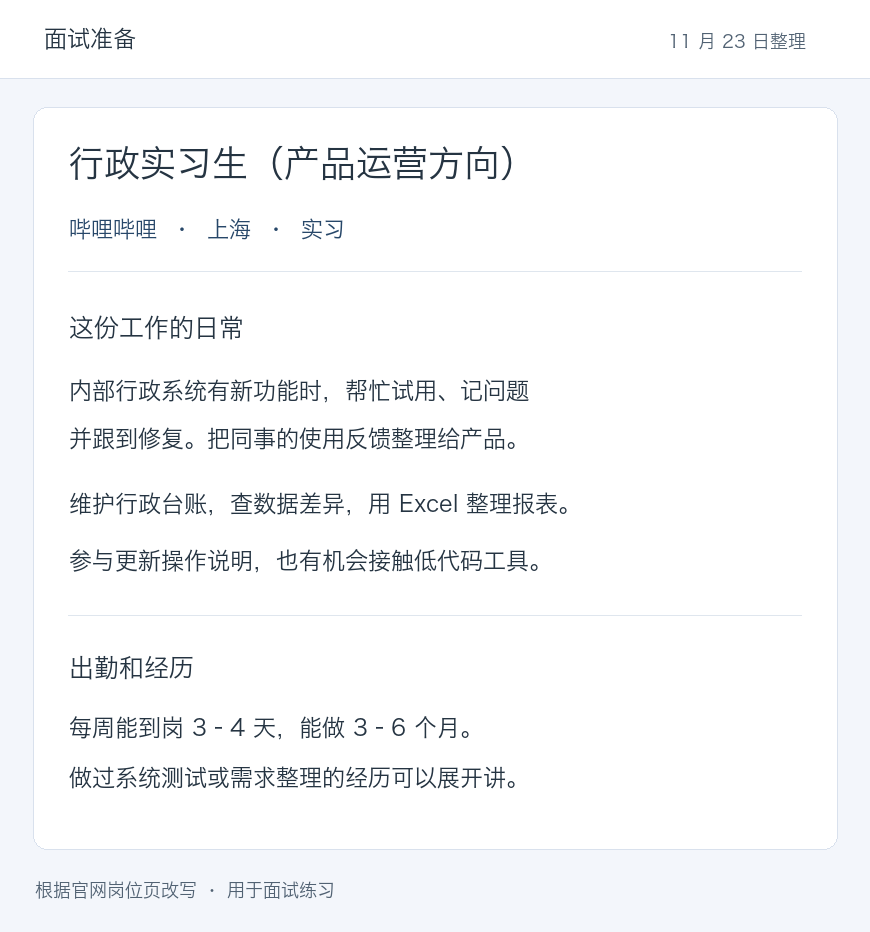 面试准备
11 月 23 日整理
行政实习生（产品运营方向）
哔哩哔哩 · 上海 · 实习
这份工作的日常
内部行政系统有新功能时，帮忙试用、记问题
并跟到修复。把同事的使用反馈整理给产品。
维护行政台账，查数据差异，用 Excel 整理报表。
参与更新操作说明，也有机会接触低代码工具。
出勤和经历
每周能到岗 3 - 4 天，能做 3 - 6 个月。
做过系统测试或需求整理的经历可以展开讲。
根据官网岗位页改写 · 用于面试练习